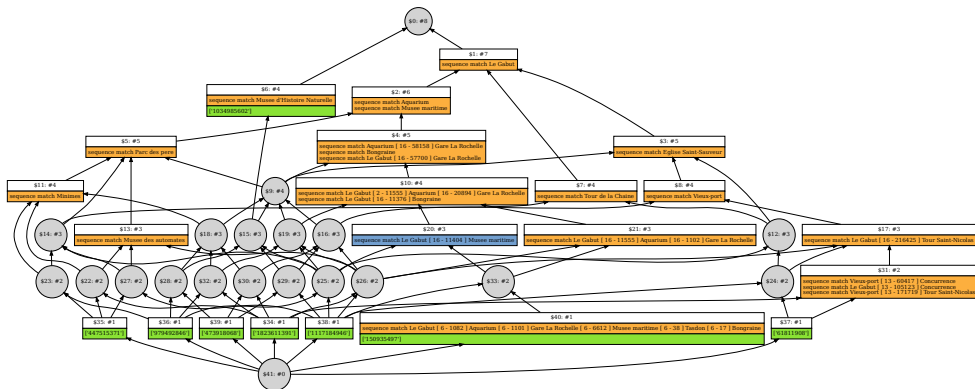 $0: #8
$1: #7
sequence match Le Gabut
$6: #4
sequence match Musee d'Histoire Naturelle
['1034985602']
$2: #6
sequence match Aquarium
sequence match Musee maritime
$5: #5
sequence match Parc des pere
$4: #5
sequence match Aquarium [ 16 - 58158 ] Gare La Rochelle
sequence match Bongraine
sequence match Le Gabut [ 16 - 57700 ] Gare La Rochelle
$3: #5
sequence match Eglise Saint-Sauveur
$11: #4
sequence match Minimes
$9: #4
$10: #4
sequence match Le Gabut [ 2 - 11555 ] Aquarium [ 16 - 20894 ] Gare La Rochelle
sequence match Le Gabut [ 16 - 11376 ] Bongraine
$7: #4
sequence match Tour de la Chaine
$8: #4
sequence match Vieux-port
$14: #3
$13: #3
sequence match Musee des automates
$18: #3
$15: #3
$19: #3
$16: #3
$20: #3
sequence match Le Gabut [ 16 - 11404 ] Musee maritime
$21: #3
sequence match Le Gabut [ 16 - 11555 ] Aquarium [ 16 - 1102 ] Gare La Rochelle
$12: #3
$17: #3
sequence match Le Gabut [ 16 - 216425 ] Tour Saint-Nicolas
$23: #2
$22: #2
$27: #2
$28: #2
$32: #2
$30: #2
$29: #2
$25: #2
$26: #2
$33: #2
$24: #2
$31: #2
sequence match Vieux-port [ 13 - 60417 ] Concurrence
sequence match Le Gabut [ 13 - 105123 ] Concurrence
sequence match Vieux-port [ 13 - 171719 ] Tour Saint-Nicolas
$35: #1
['447515371']
$36: #1
['979492846']
$39: #1
['473918068']
$34: #1
['1623611391']
$38: #1
['1117184946']
$40: #1
sequence match Le Gabut [ 6 - 1082 ] Aquarium [ 6 - 1101 ] Gare La Rochelle [ 6 - 6612 ] Musee maritime [ 6 - 38 ] Tasdon [ 6 - 17 ] Bongraine
['150935497']
$37: #1
['61811908']
$41: #0